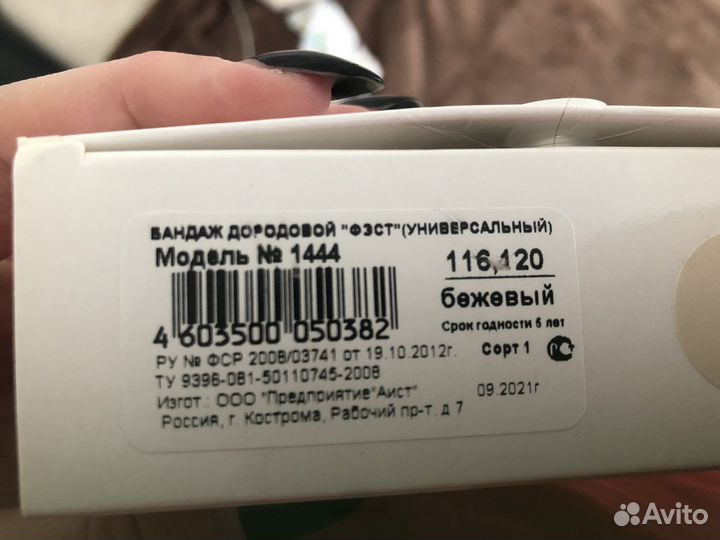 БАНДАЖ ДОРОДОВОЙ "ФЭСТ"(УНИВЕРСАЛЬНЫЙ)
Модель № 1444
116,120
бежевый
Срок годности 5 лет
4 603500 050382
Сорт 1
РУ № ФСР 2008/03741 от 19.10.2012г.
ТУ 9396-081-50110745-2008
09.2021г
Изгот.: ООО "Предприятие"Аист"
Россия, г. Кострома, Рабочий пр-т, д 7
Avito